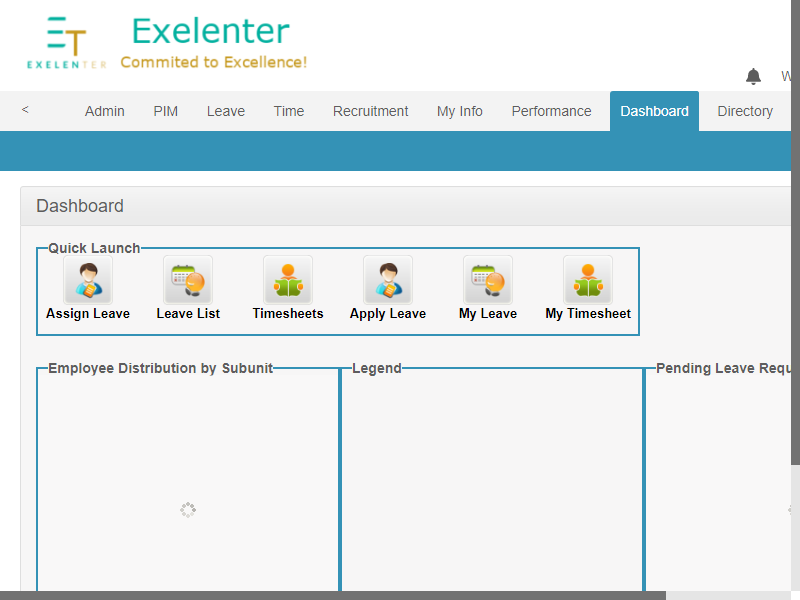 Exelenter
EXELENTER
Commited to Excellence!
W
<
Admin
PIM
Leave
Time
Recruitment
My Info
Performance
Dashboard
Directory
Dashboard
Quick Launch
Assign Leave
Leave List
Timesheets
Apply Leave
My Leave
My Timesheet
Employee Distribution by Subunit
Legend
Pending Leave Requ